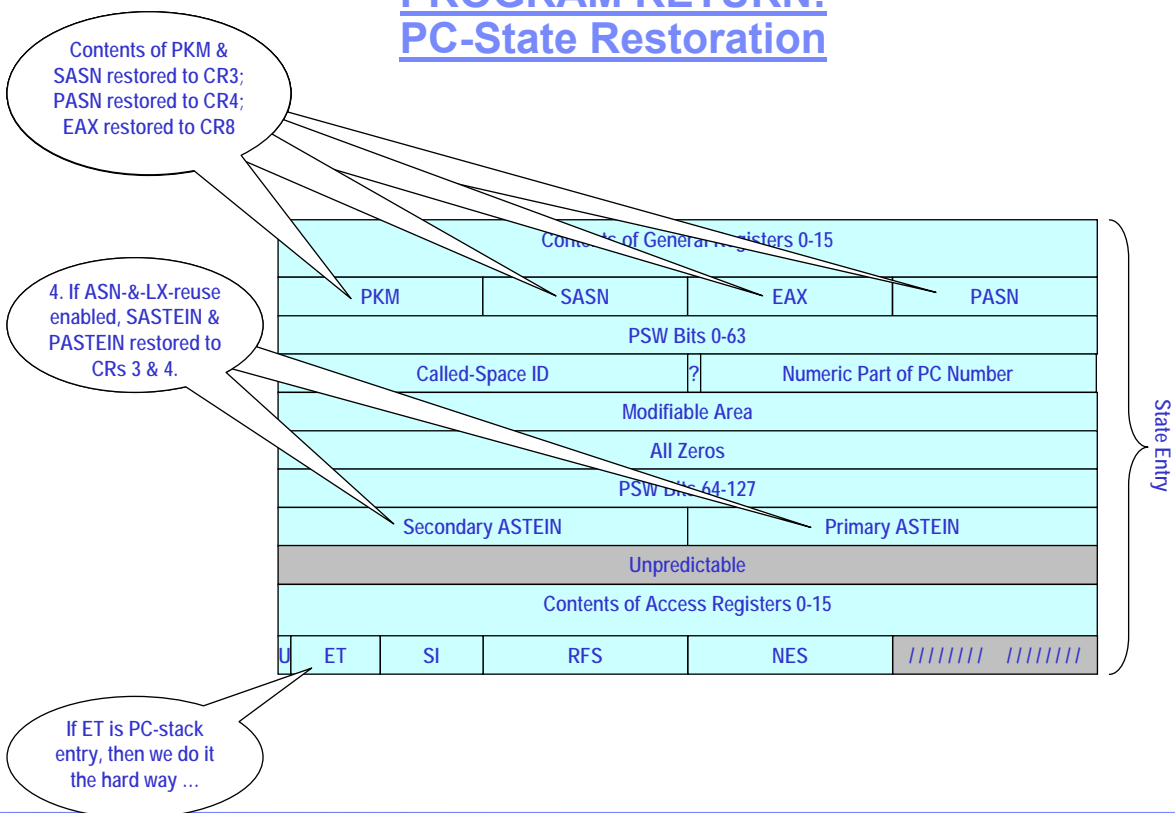 PROGRAM RETURN:
PC-State Restoration
Contents of PKM &
SASN restored to CR3;
PASN restored to CR4;
EAX restored to CR8
Contents of General Registers 0-15
4. If ASN-&-LX-reuse
enabled, SASTEIN &
PASTEIN restored to
CRs 3 & 4.
PKM SASN EAX PASN
PSW Bits 0-63
Called-Space ID ? Numeric Part of PC Number
Modifiable Area
All Zeros
PSW Bits 64-127
Secondary ASTEIN Primary ASTEIN
Unpredictable
Contents of Access Registers 0-15
U ET SI RFS NES //////// ////////
State Entry
If ET is PC-stack
entry, then we do it
the hard way …